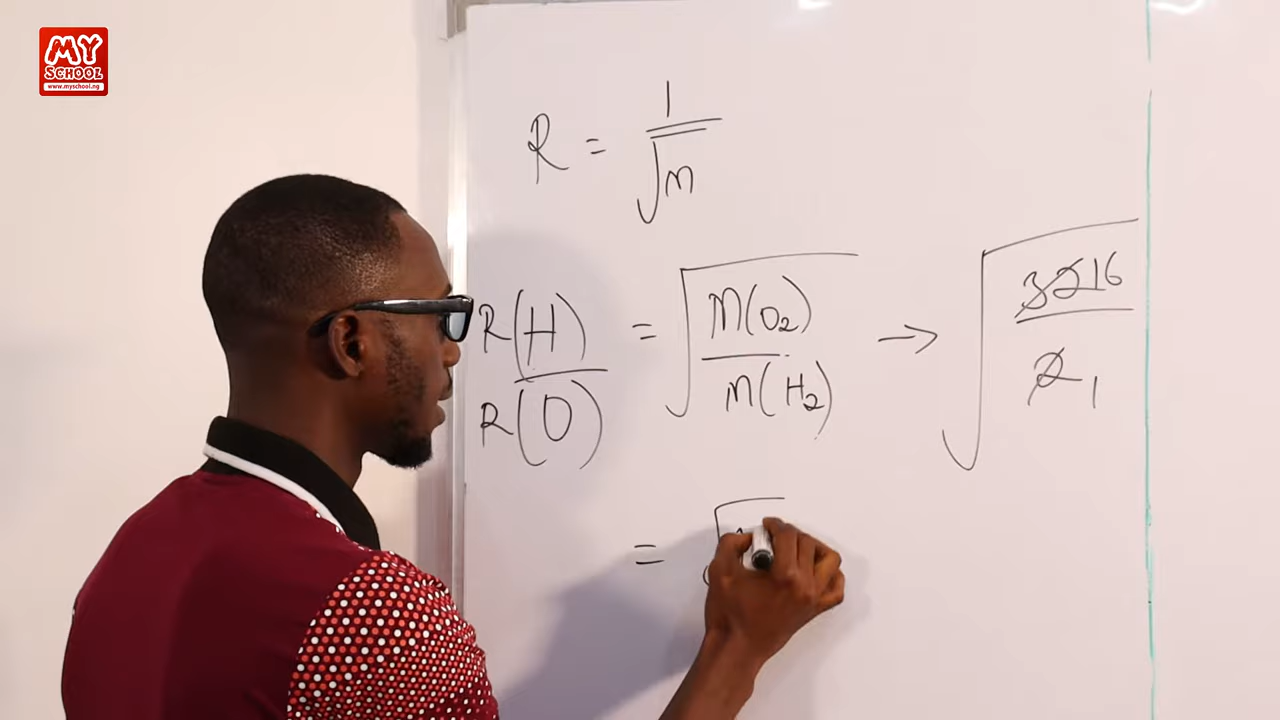 MY
SCHOOL
www.myschool.ng
R = 1/√m
R(H)/R(O) = √M(O₂)/m(H₂) → √32 16/2 1
= √